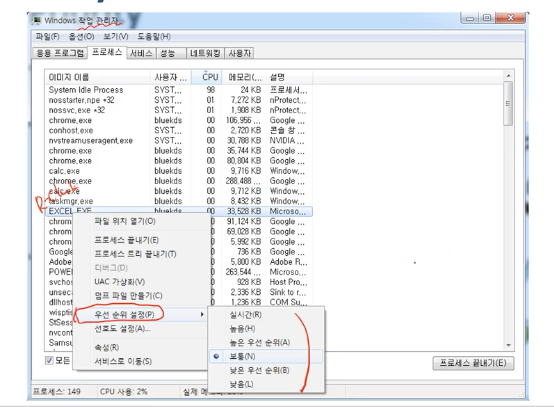 Windows 작업 관리자
파일(F) 옵션(O) 보기(V) 도움말(H)
응용 프로그램 프로세스 서비스 성능 네트워킹 사용자
이미지 이름 사용자 ... CPU 메모리(... 설명
System Idle Process SYST... 98 24 KB 프로세서...
nosstarter,npe *32 SYST... 01 7,272 KB nProtect...
nossvc,exe *32 SYST... 01 1,908 KB nProtect...
chrome,exe bluekds 00 106,956 ... Google ...
conhost,exe bluekds 00 2,720 KB 콘솔 창 ...
nvstreamuseragent,exe SYST... 00 30,788 KB NVIDIA ...
chrome,exe bluekds 00 35,744 KB Google ...
chrome,exe bluekds 00 80,804 KB Google ...
calc,exe bluekds 00 9,716 KB Window...
chrome,exe bluekds 00 288,488 ... Google ...
calc,exe bluekds 00 9,712 KB Window...
taskmgr,exe bluekds 00 8,432 KB Window...
EXCEL,EXE bluekds 00 33,528 KB Microso...
chrom 91,124 KB Google ...
chrom 69,028 KB Google ...
chrom 5,992 KB Google ...
Google 736 KB Google ...
Adobe 5,800 KB Adobe R...
POWE 263,544 ... Microso...
svchos 928 KB Host Pro...
unsec 2,336 KB Sink to r...
dllhost 1,236 KB COM Su...
wisptis
StSess
nvcont
Samsu
파일 위치 열기(O)
프로세스 끝내기(E)
프로세스 트리 끝내기(T)
디버그(D)
UAC 가상화(V)
덤프 파일 만들기(C)
우선 순위 설정(P)
선호도 설정(A)...
속성(R)
서비스로 이동(S)
실시간(R)
높음(H)
높은 우선 순위(A)
보통(N)
낮은 우선 순위(B)
낮음(L)
모든
프로세스 끝내기(E)
프로세스: 149 CPU 사용: 2% 실제 메모리